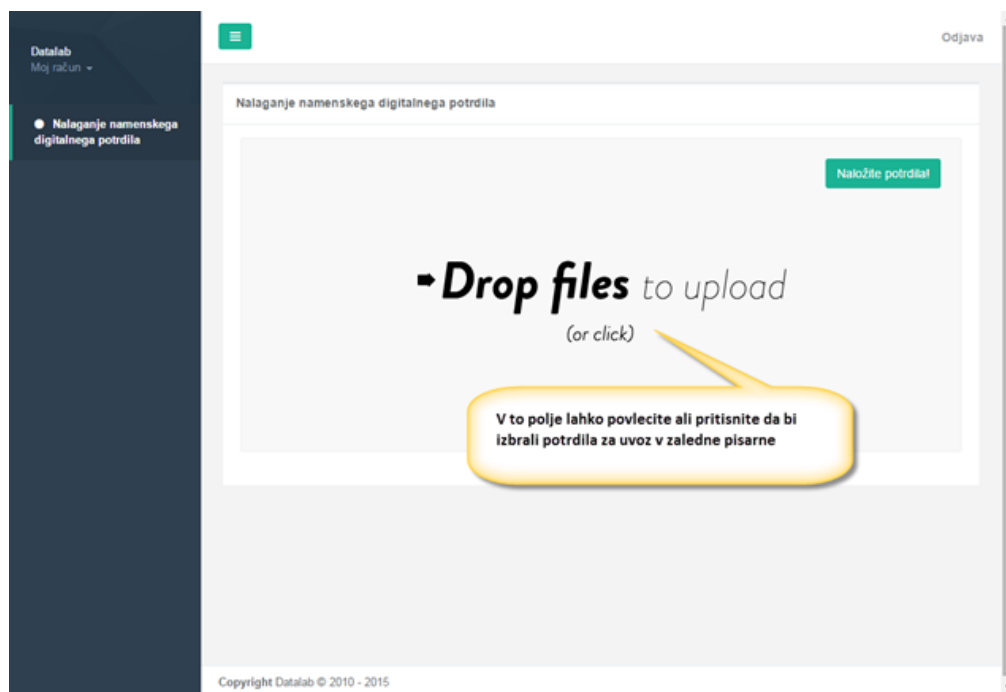 Datalab
Moj račun
Odjava
Nalaganje namenskega
digitalnega potrdila
Nalaganje namenskega digitalnega potrdila
Naložite potrdila!
Drop files to upload
(or click)
V to polje lahko povlecite ali pritisnite da bi
izbrali potrdila za uvoz v zaledne pisarne
Copyright Datalab © 2010 - 2015